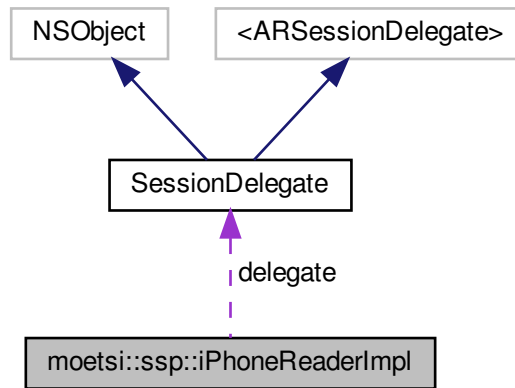 NSObject
<ARSessionDelegate>
SessionDelegate
delegate
moetsi::ssp::iPhoneReaderImpl